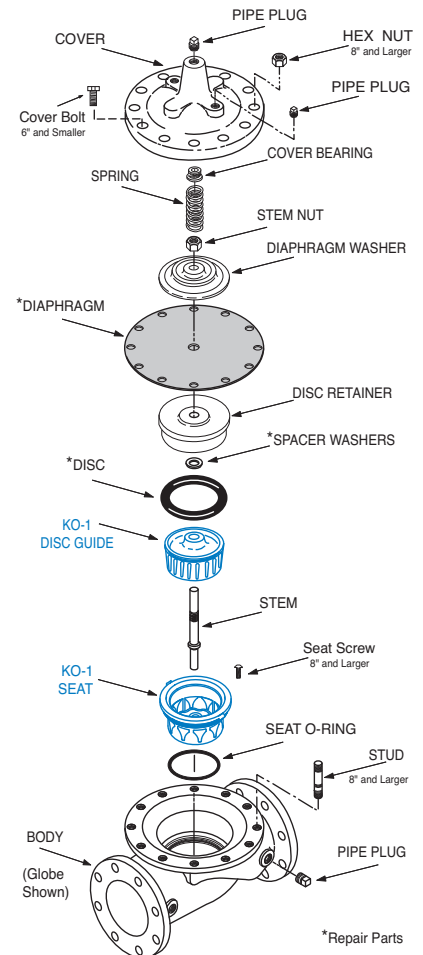 PIPE PLUG
COVER
HEX NUT
8" and Larger
PIPE PLUG
Cover Bolt
6" and Smaller
COVER BEARING
SPRING
STEM NUT
DIAPHRAGM WASHER
*DIAPHRAGM
DISC RETAINER
*SPACER WASHERS
*DISC
KO-1
DISC GUIDE
STEM
Seat Screw
8" and Larger
KO-1
SEAT
SEAT O-RING
STUD
8" and Larger
BODY
(Globe
Shown)
PIPE PLUG
*Repair Parts